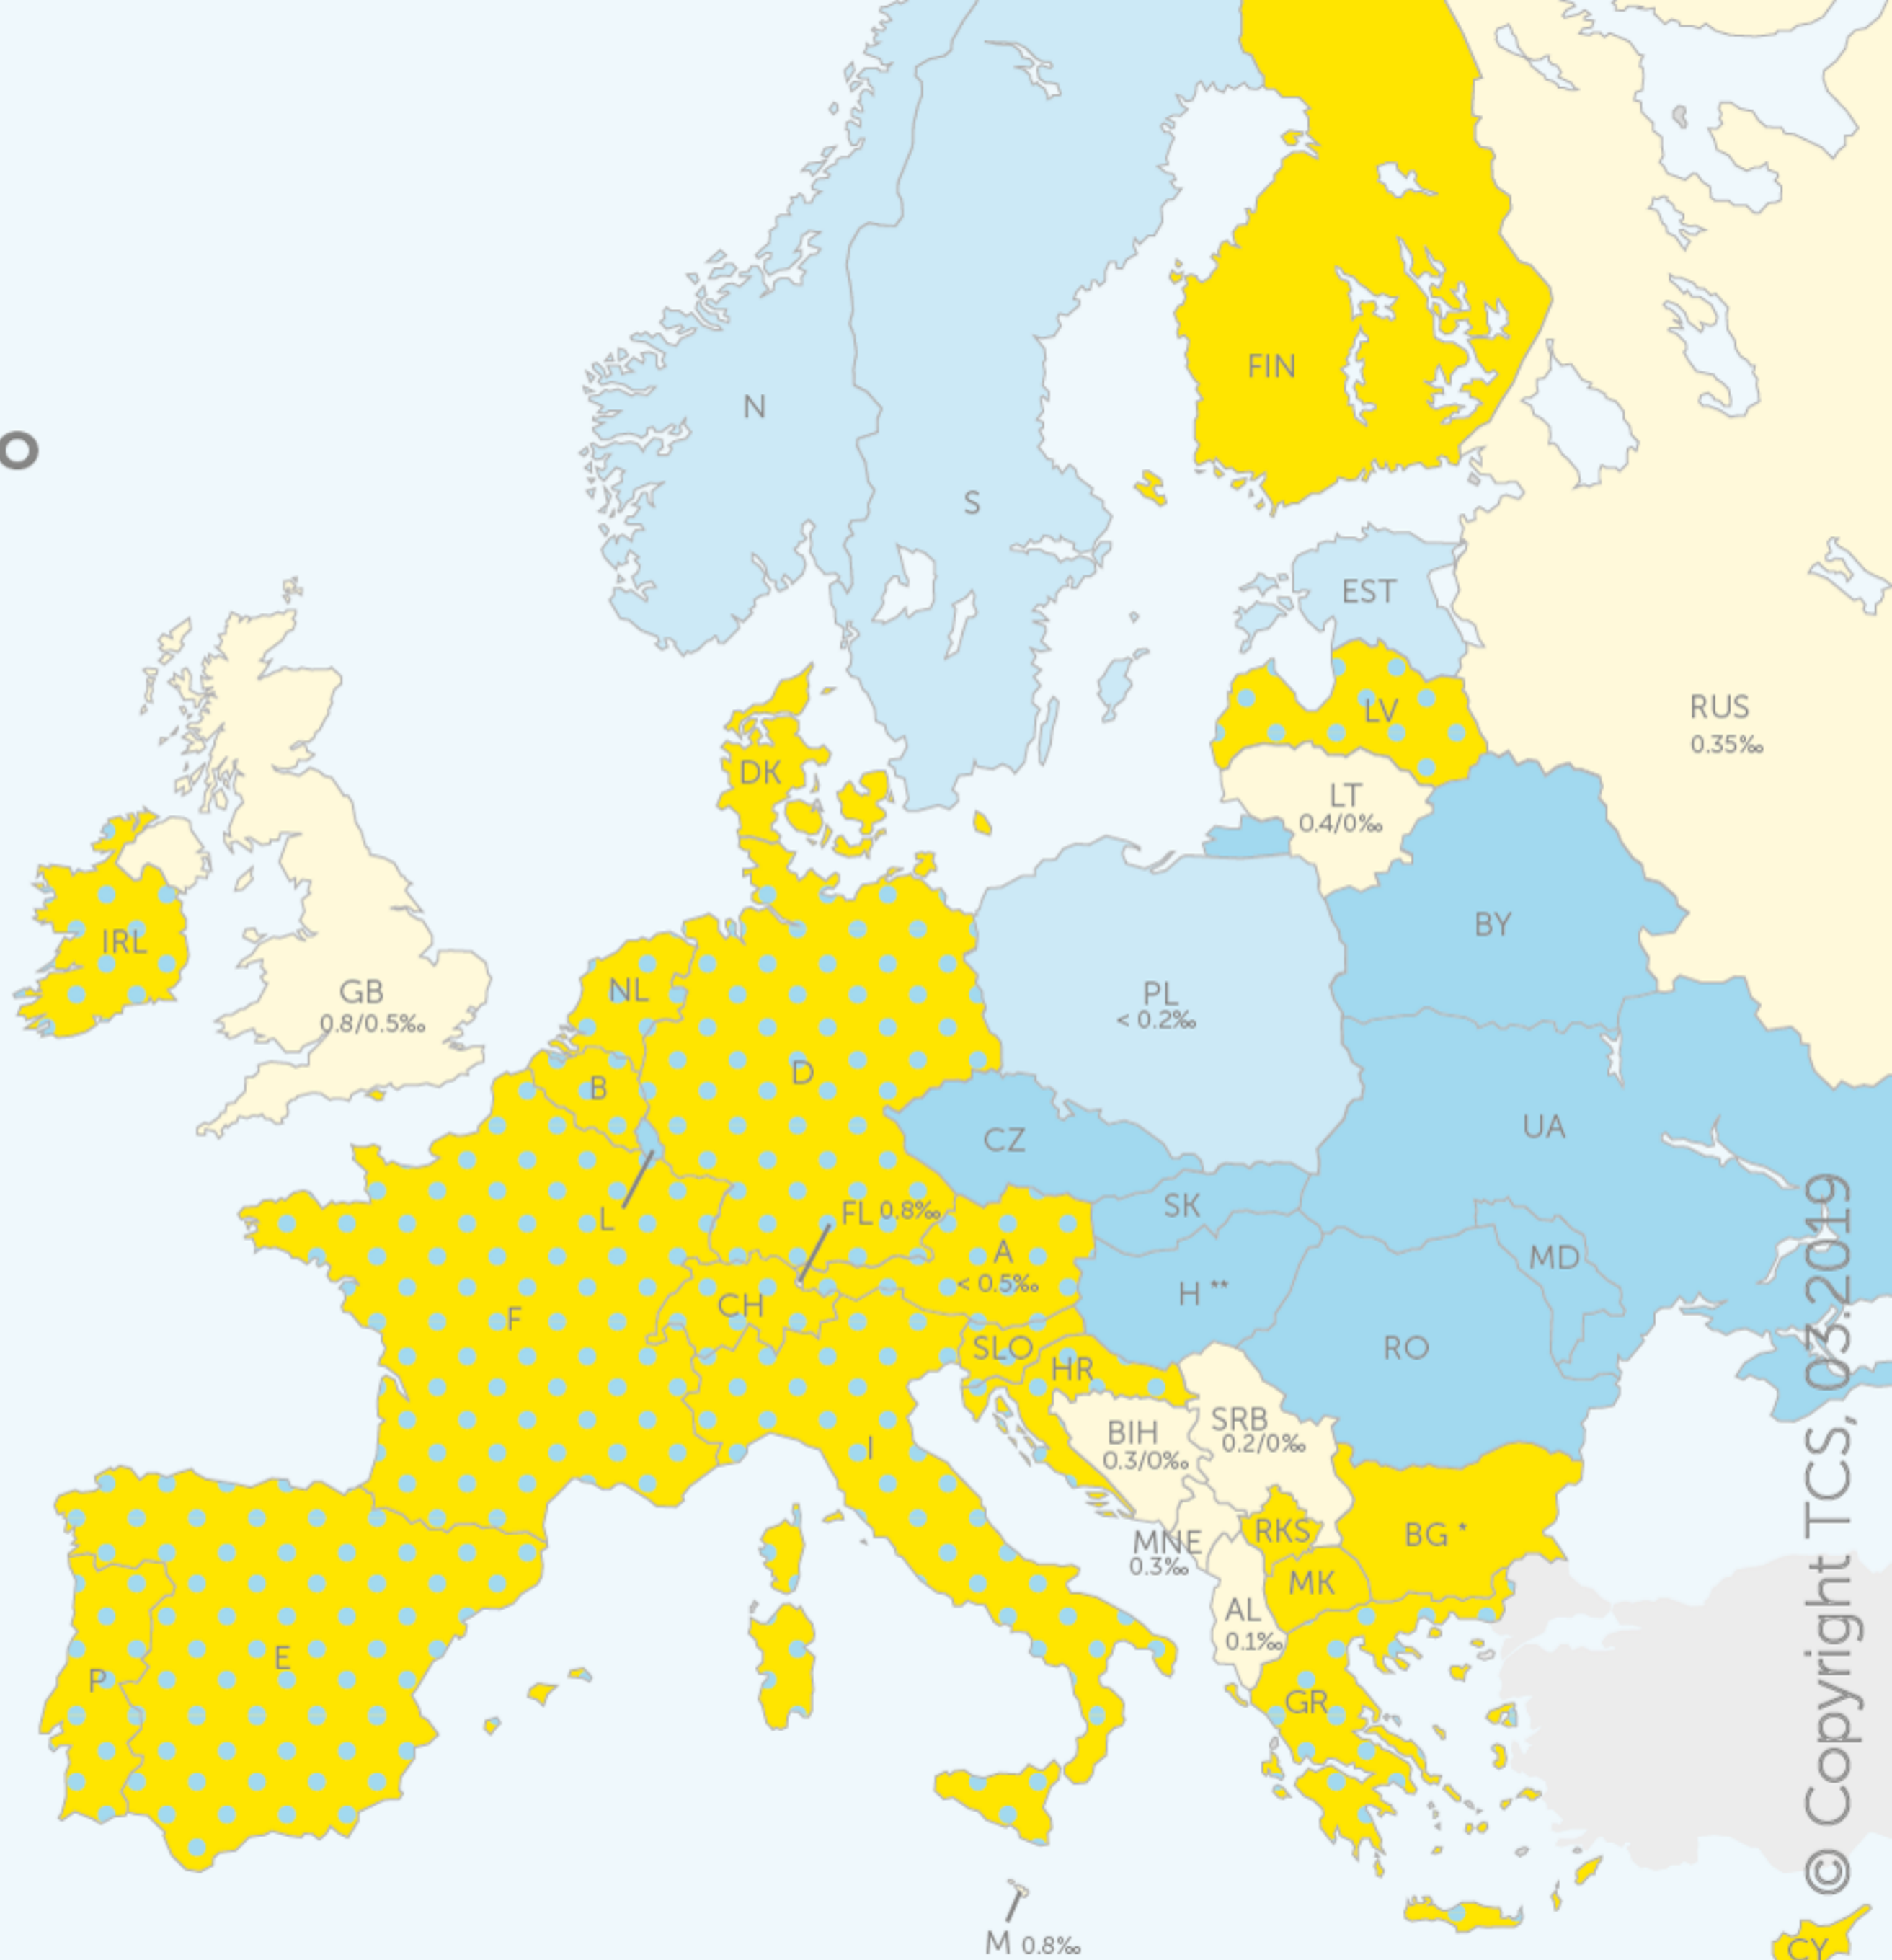 FIN
N
O
S
EST
LV
RUS
0.35‰
DK
LT
0.4/0‰
BY
IRL
NL
GB
0.8/0.5‰
PL
< 0.2‰
D
B
UA
CZ
SK
L
FL 0.8‰
A
< 0.5‰
MD
H **
CH
F
SLO
RO
HR
SRB
0.2/0‰
BIH
0.3/0‰
I
RKS
BG *
MNE
0.3‰
MK
AL
0.1‰
E
P
GR
M 0.8‰
CY
© Copyright TCS, 03.2019